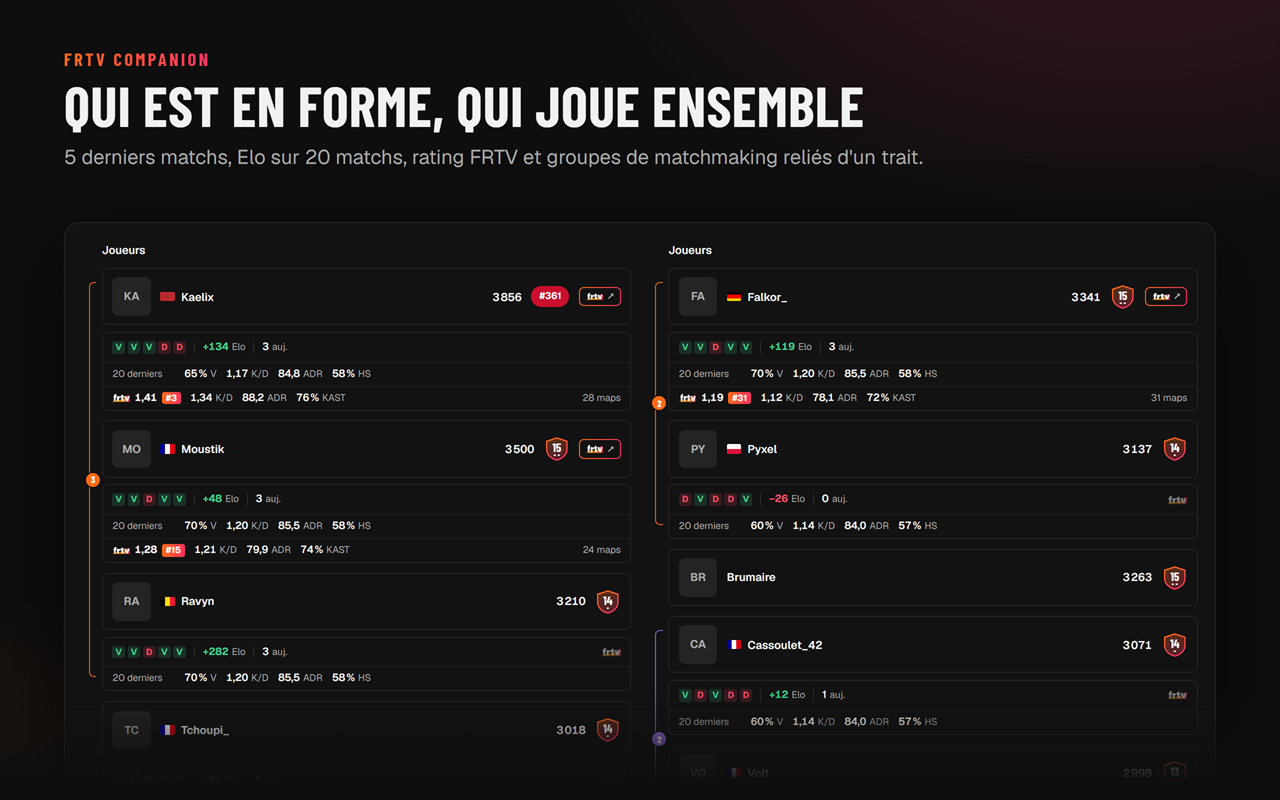 FRTV COMPANION
QUI EST EN FORME, QUI JOUE ENSEMBLE
5 derniers matchs, Elo sur 20 matchs, rating FRTV et groupes de matchmaking reliés d'un trait.
Joueurs
KA Kaelix 3856 #361 frtv ↗
V V V D D +134 Elo 3 auj.
20 derniers 65% V 1,17 K/D 84,8 ADR 58% HS
frtv 1,41 #3 1,34 K/D 88,2 ADR 76% KAST 28 maps
MO Moustik 3500 15 frtv ↗
3
V V D V V +48 Elo 3 auj.
20 derniers 70% V 1,20 K/D 85,5 ADR 58% HS
frtv 1,28 #15 1,21 K/D 79,9 ADR 74% KAST 24 maps
RA Ravyn 3210 14
V V D V V +282 Elo 3 auj. frtv
20 derniers 70% V 1,20 K/D 85,5 ADR 58% HS
TC Tchoupi_ 3018 14
Joueurs
FA Falkor_ 3341 15 frtv ↗
V V D V V +119 Elo 3 auj.
20 derniers 70% V 1,20 K/D 85,5 ADR 58% HS
2
frtv 1,19 #31 1,12 K/D 78,1 ADR 72% KAST 31 maps
PY Pyxel 3137 14
D V D D V −26 Elo 0 auj. frtv
20 derniers 60% V 1,14 K/D 84,0 ADR 57% HS
BR Brumaire 3263 15
CA Cassoulet_42 3071 14
V D V D D +12 Elo 1 auj. frtv
20 derniers 60% V 1,14 K/D 84,0 ADR 57% HS
2
VO Volt 2998 13